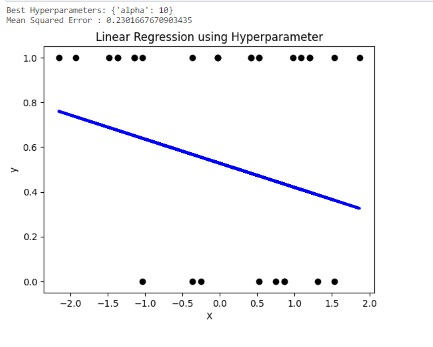 Best Hyperparameters: {'alpha': 10}
Mean Squared Error : 0.2301667670903435
Linear Regression using Hyperparameter
1.0
0.8
0.6
y
0.4
0.2
0.0
−2.0 −1.5 −1.0 −0.5 0.0 0.5 1.0 1.5 2.0
X